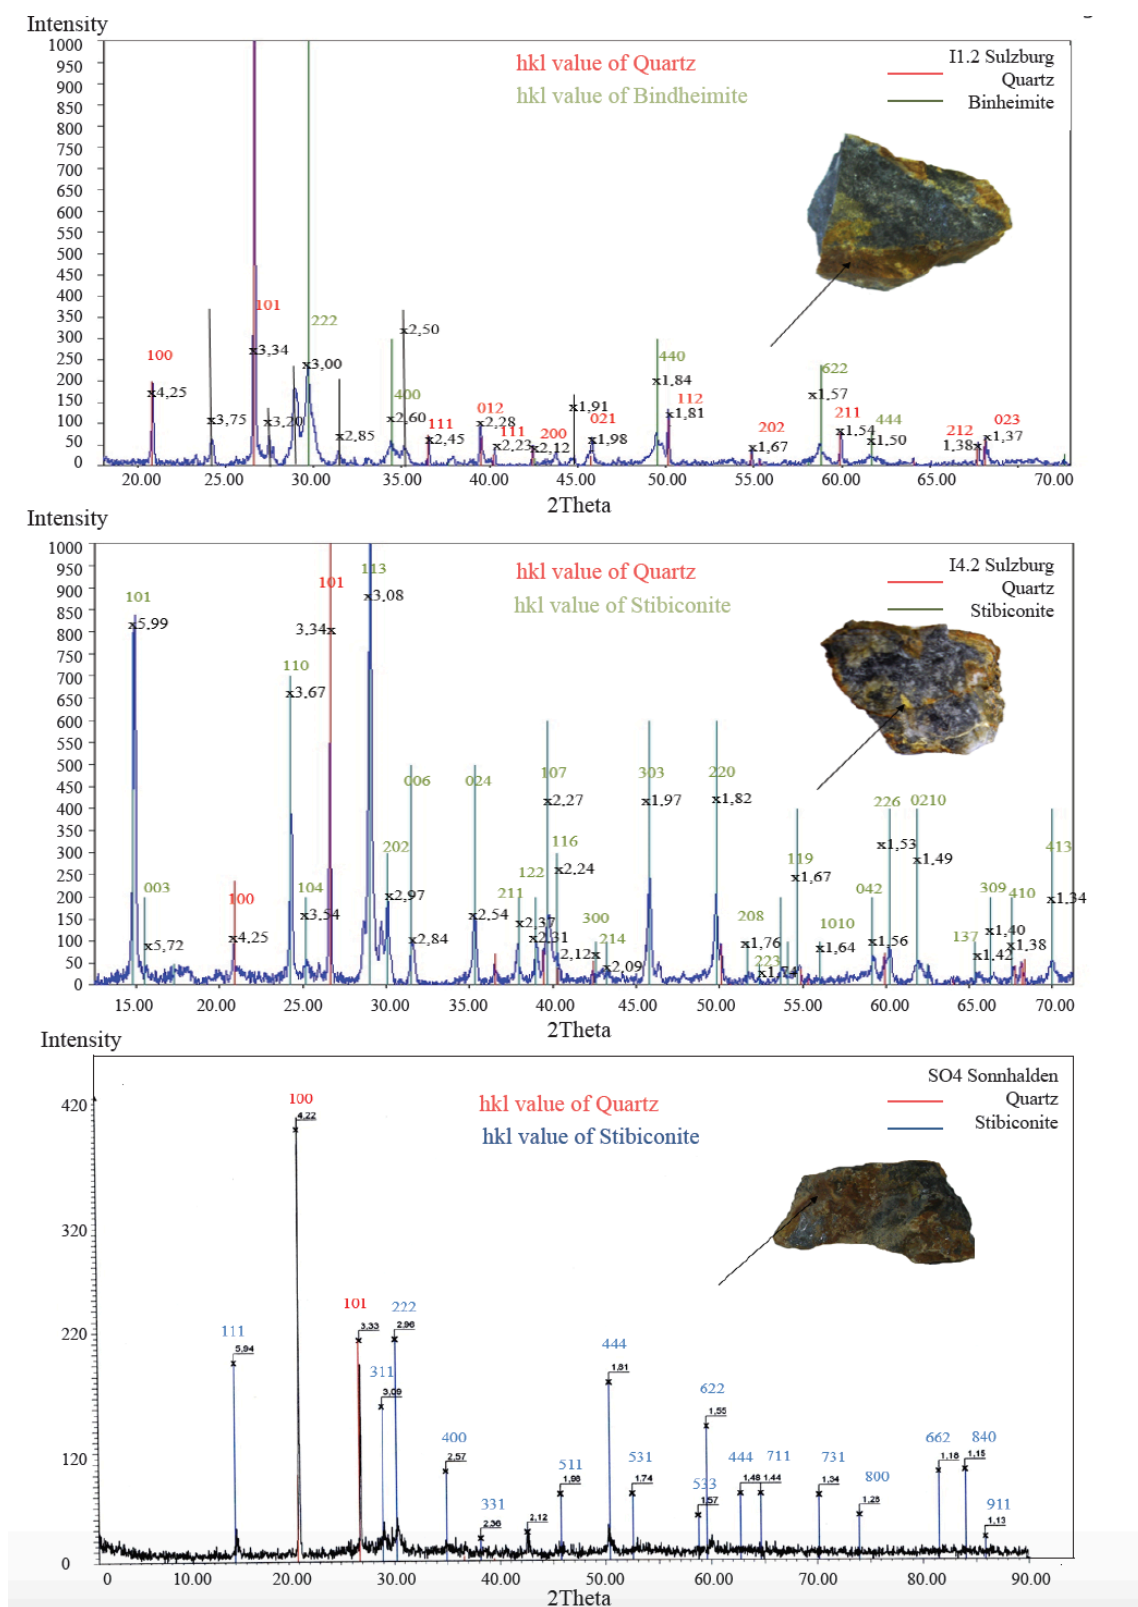 Intensity
1000
950
900
850
800
750
700
650
600
550
500
450
400
350
300
250
200
150
100
50
0
hkl value of Quartz
hkl value of Bindheimite
I1.2 Sulzburg
Quartz
Binheimite
100
x4,25
x3,75
101
x3,34
x3,20
222
x3,00
x2,85
400
x2,60
x2,50
111
x2,45
012
x2,28
111
x2,23
200
x2,12
x1,91
021
x1,98
440
x1,84
112
x1,81
202
x1,67
622
x1,57
211
x1,54
444
x1,50
212
1,38x
023
x1,37
20.00 25.00 30.00 35.00 40.00 45.00 50.00 55.00 60.00 65.00 70.00
2Theta
Intensity
1000
950
900
850
800
750
700
650
600
550
500
450
400
350
300
250
200
150
100
50
0
hkl value of Quartz
hkl value of Stibiconite
I4.2 Sulzburg
Quartz
Stibiconite
101
x5,99
003
x5,72
100
x4,25
110
x3,67
104
x3,54
101
3,34x
113
x3,08
202
x2,97
006
x2,84
024
x2,54
211
x2,37
122
x2,31
107
x2,27
116
x2,24
300
x2,12
214
x2,09
303
x1,97
220
x1,82
208
x1,76
223
x1,74
119
x1,67
1010
x1,64
042
x1,56
226
x1,53
0210
x1,49
137
x1,42
309
x1,40
410
x1,38
413
x1,34
15.00 20.00 25.00 30.00 35.00 40.00 45.00 50.00 55.00 60.00 65.00 70.00
2Theta
Intensity
420
320
220
120
0
hkl value of Quartz
hkl value of Stibiconite
SO4 Sonnhalden
Quartz
Stibiconite
111
5,94
100
4,22
101
3,33
311
3,09
222
2,96
400
2,57
331
2,36
2,12
511
1,98
444
1,81
531
1,74
533
1,57
622
1,55
444
1,48
711
1,44
731
1,34
800
1,28
662
1,18
840
1,15
911
1,13
0 10.00 20.00 30.00 40.00 50.00 60.00 70.00 80.00 90.00
2Theta